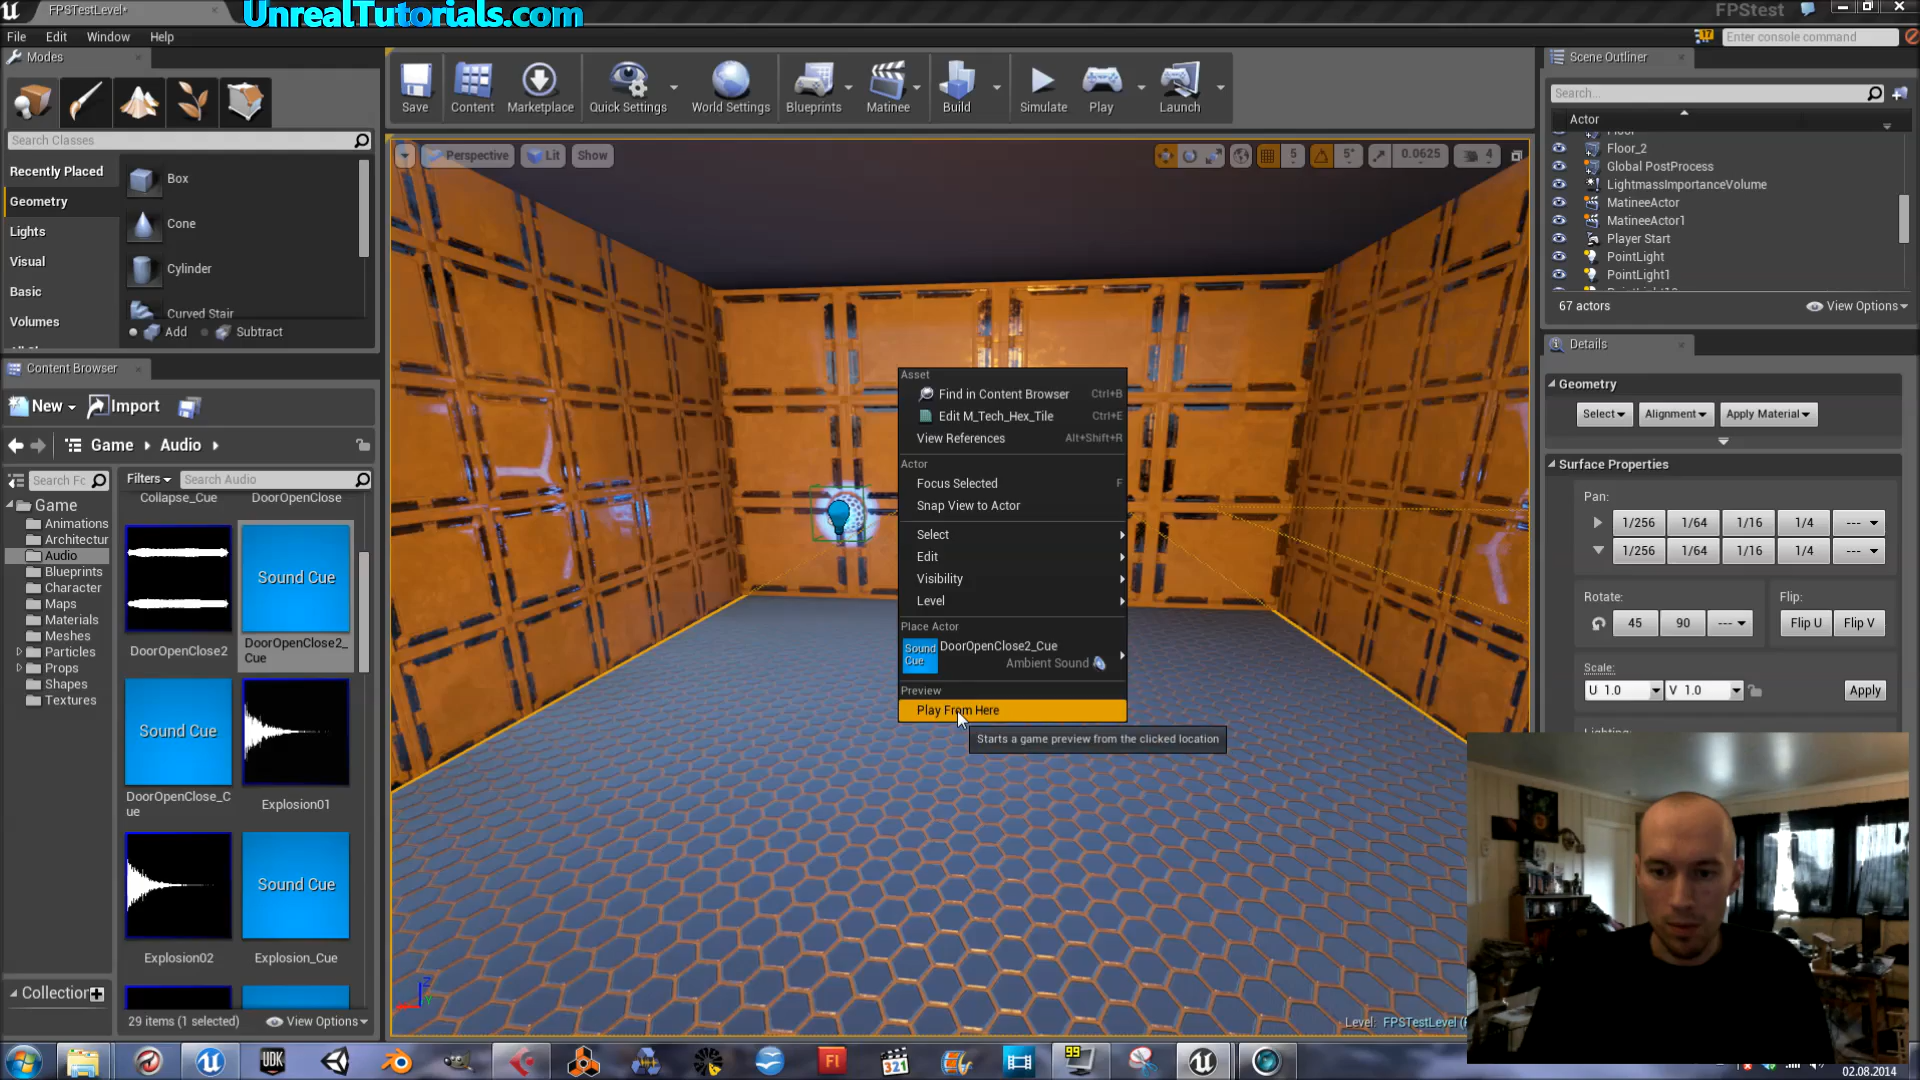 FPSTestLevel*
UnrealTutorials.com
FPStest
File Edit Window Help
17
Enter console command
Modes
Save
Content
Marketplace
Quick Settings
World Settings
Blueprints
Matinee
Build
Simulate
Play
Launch
Scene Outliner
Search...
Search Classes
Actor
Floor
Floor_2
Global PostProcess
LightmassImportanceVolume
MatineeActor
MatineeActor1
Player Start
PointLight
PointLight1
67 actors
View Options
Recently Placed
Geometry
Lights
Visual
Basic
Volumes
Box
Cone
Cylinder
Curved Stair
Add
Subtract
Perspective
Lit
Show
5
5°
0.0625
4
Content Browser
New
Import
Game
Audio
Filters
Search Audio
Search Fc
Game
Animations
Architectur
Audio
Blueprints
Character
Maps
Materials
Meshes
Particles
Props
Shapes
Textures
Collapse_Cue
DoorOpenClose
Sound Cue
DoorOpenClose2
DoorOpenClose2_
Cue
Sound Cue
DoorOpenClose_C
ue
Explosion01
Sound Cue
Explosion02
Explosion_Cue
Collection
29 items (1 selected)
View Options
Asset
Find in Content Browser Ctrl+B
Edit M_Tech_Hex_Tile Ctrl+E
View References Alt+Shift+R
Actor
Focus Selected F
Snap View to Actor
Select
Edit
Visibility
Level
Place Actor
Sound
Cue
DoorOpenClose2_Cue
Ambient Sound
Preview
Play From Here
Starts a game preview from the clicked location
Details
Geometry
Select
Alignment
Apply Material
Surface Properties
Pan:
1/256 1/64 1/16 1/4 ---
1/256 1/64 1/16 1/4 ---
Rotate:
Flip:
45 90 ---
Flip U Flip V
Scale:
U 1.0
V 1.0
Apply
Level: FPSTestLevel
Z
UDK
Fl
321
99
02.08.2014